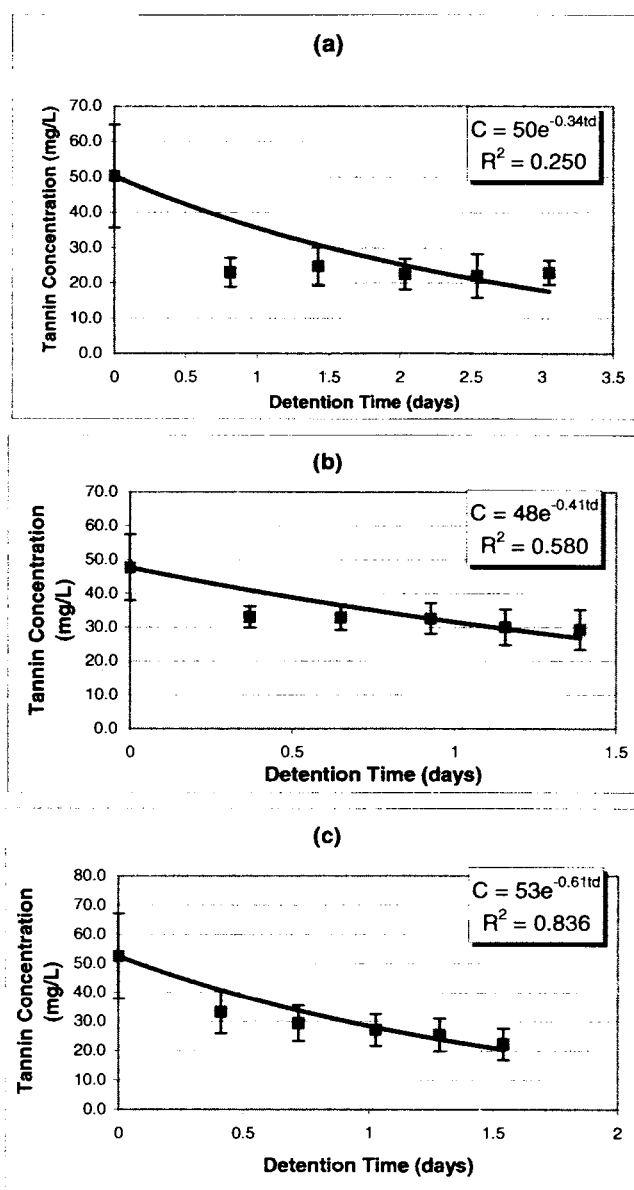 (a)
Tannin Concentration (mg/L)
70.0
60.0
50.0
40.0
30.0
20.0
10.0
0.0
C = 50e^-0.34td
R² = 0.250
0 0.5 1 1.5 2 2.5 3 3.5
Detention Time (days)
(b)
Tannin Concentration
(mg/L)
70.0
60.0
50.0
40.0
30.0
20.0
10.0
0.0
C = 48e^-0.41td
R² = 0.580
0 0.5 1 1.5
Detention Time (days)
(c)
Tannin Concentration
(mg/L)
80.0
70.0
60.0
50.0
40.0
30.0
20.0
10.0
0.0
C = 53e^-0.61td
R² = 0.836
0 0.5 1 1.5 2
Detention Time (days)